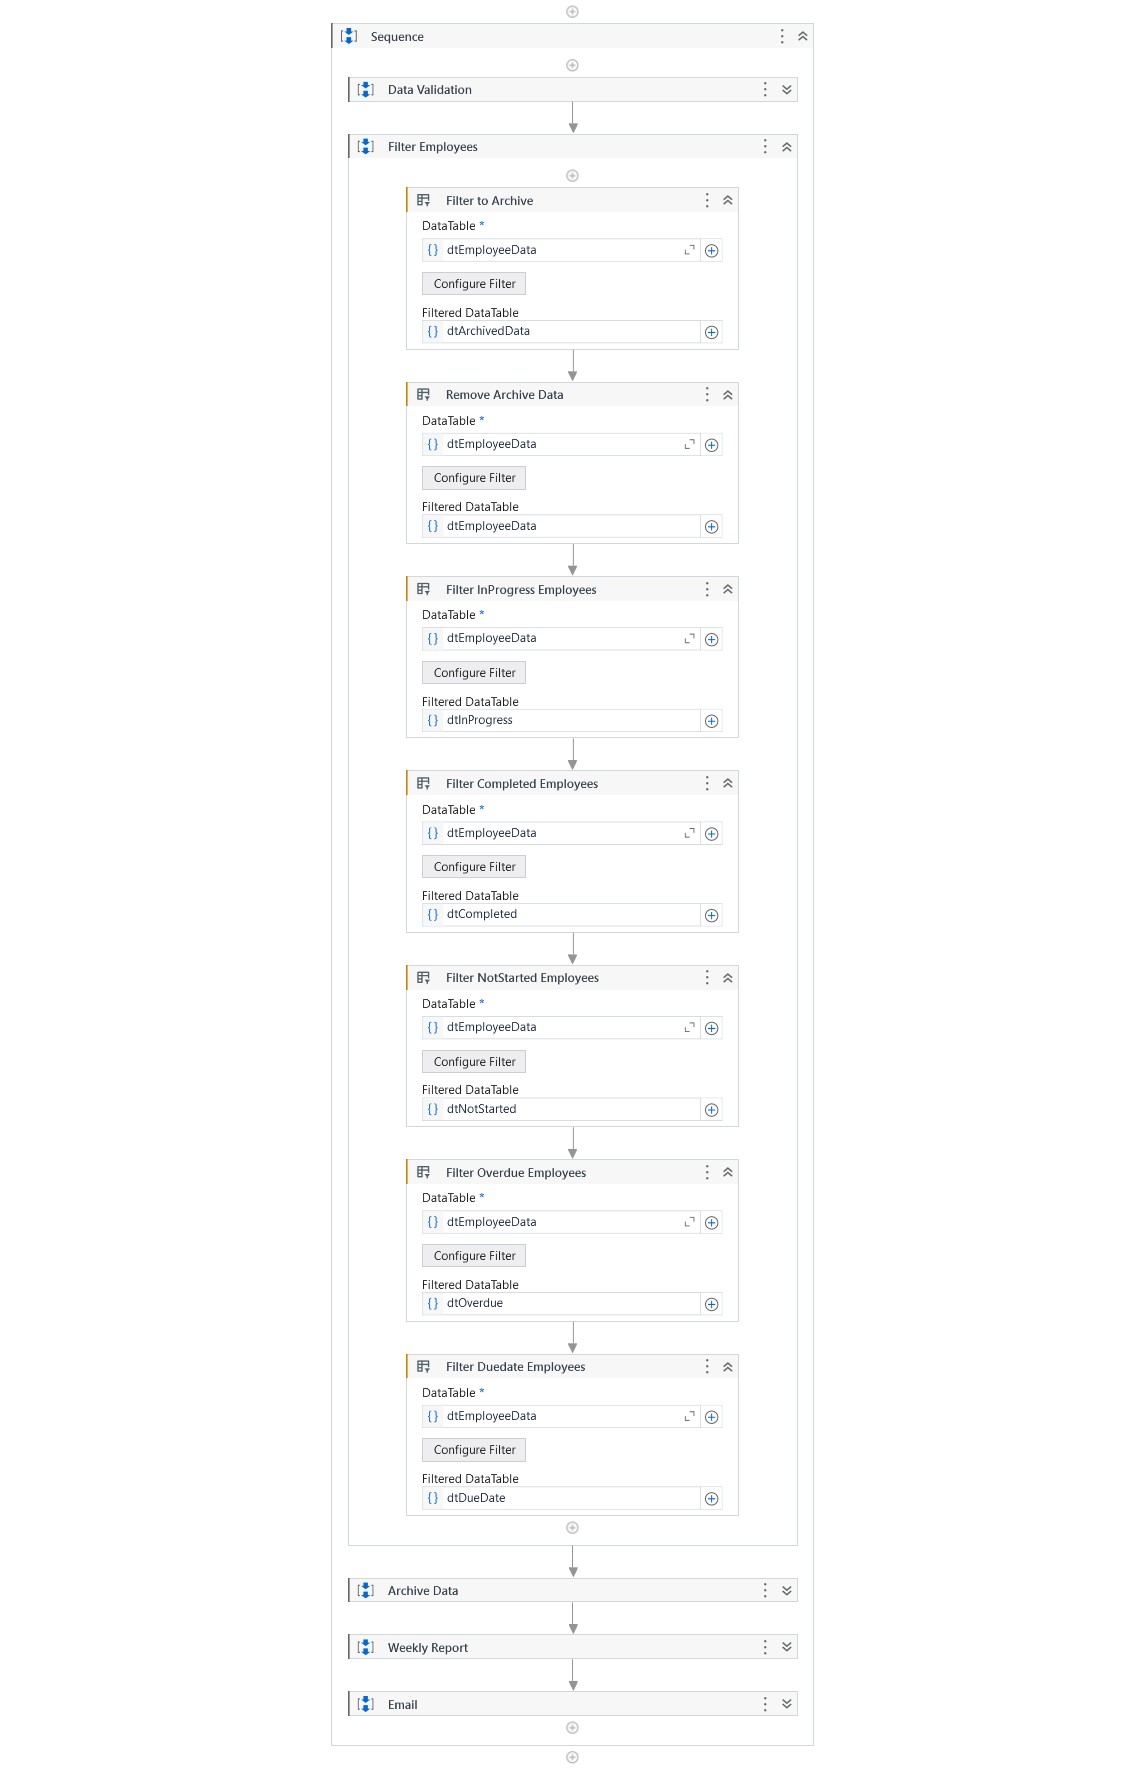 Sequence
Data Validation
Filter Employees
Filter to Archive
DataTable *
{} dtEmployeeData
Configure Filter
Filtered DataTable
{} dtArchivedData
Remove Archive Data
DataTable *
{} dtEmployeeData
Configure Filter
Filtered DataTable
{} dtEmployeeData
Filter InProgress Employees
DataTable *
{} dtEmployeeData
Configure Filter
Filtered DataTable
{} dtInProgress
Filter Completed Employees
DataTable *
{} dtEmployeeData
Configure Filter
Filtered DataTable
{} dtCompleted
Filter NotStarted Employees
DataTable *
{} dtEmployeeData
Configure Filter
Filtered DataTable
{} dtNotStarted
Filter Overdue Employees
DataTable *
{} dtEmployeeData
Configure Filter
Filtered DataTable
{} dtOverdue
Filter Duedate Employees
DataTable *
{} dtEmployeeData
Configure Filter
Filtered DataTable
{} dtDueDate
Archive Data
Weekly Report
Email